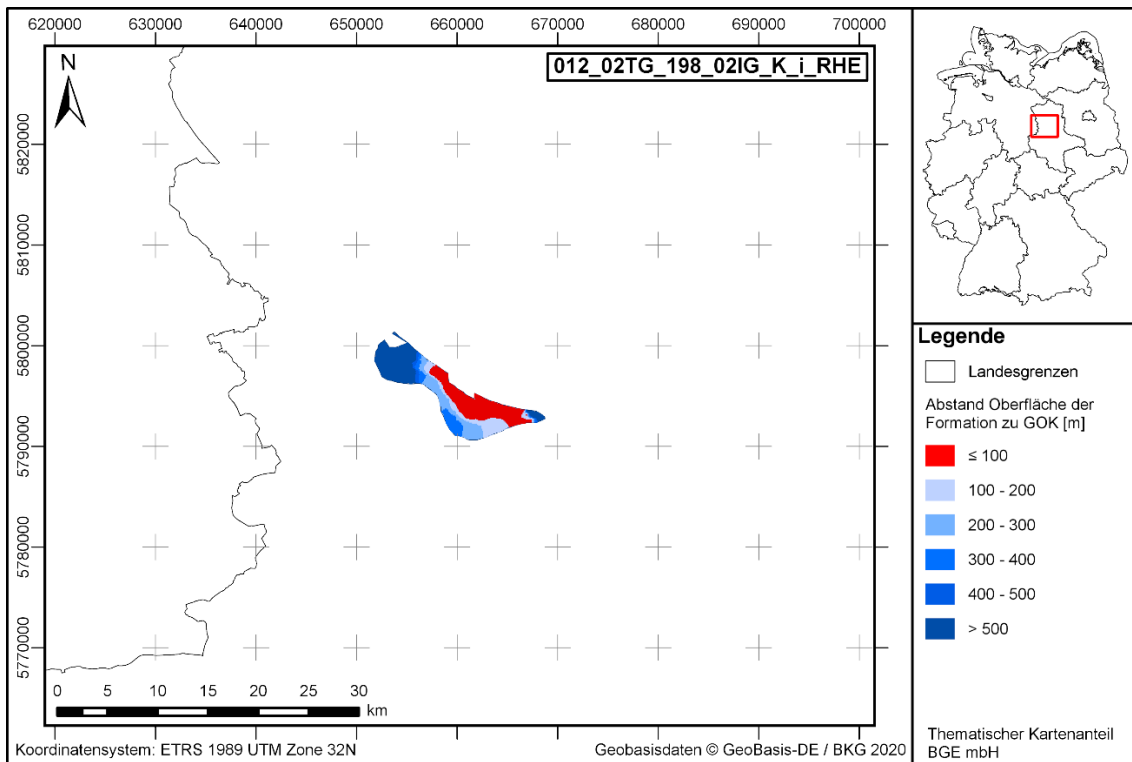 620000 630000 640000 650000 660000 670000 680000 690000 700000
012_02TG_198_02IG_K_i_RHE
N
5820000
5810000
5800000
5790000
5780000
5770000
0 5 10 15 20 25 30
km
Koordinatensystem: ETRS 1989 UTM Zone 32N
Geobasisdaten © GeoBasis-DE / BKG 2020
Legende
Landesgrenzen
Abstand Oberfläche der
Formation zu GOK [m]
≤ 100
100 - 200
200 - 300
300 - 400
400 - 500
> 500
Thematischer Kartenanteil
BGE mbH